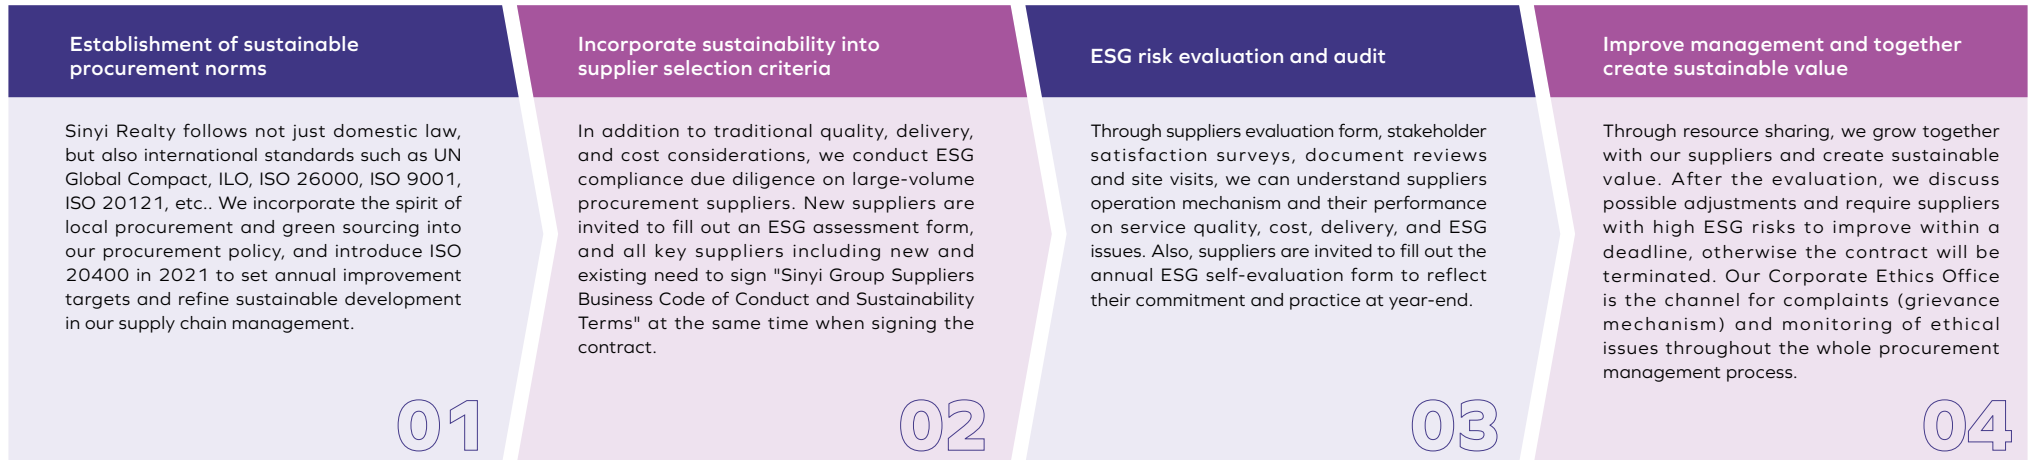 Establishment of sustainable
procurement norms
Sinyi Realty follows not just domestic law,
but also international standards such as UN
Global Compact, ILO, ISO 26000, ISO 9001,
ISO 20121, etc.. We incorporate the spirit of
local procurement and green sourcing into
our procurement policy, and introduce ISO
20400 in 2021 to set annual improvement
targets and refine sustainable development
in our supply chain management.
01
Incorporate sustainability into
supplier selection criteria
In addition to traditional quality, delivery,
and cost considerations, we conduct ESG
compliance due diligence on large-volume
procurement suppliers. New suppliers are
invited to fill out an ESG assessment form,
and all key suppliers including new and
existing need to sign "Sinyi Group Suppliers
Business Code of Conduct and Sustainability
Terms" at the same time when signing the
contract.
02
ESG risk evaluation and audit
Through suppliers evaluation form, stakeholder
satisfaction surveys, document reviews
and site visits, we can understand suppliers
operation mechanism and their performance
on service quality, cost, delivery, and ESG
issues. Also, suppliers are invited to fill out the
annual ESG self-evaluation form to reflect
their commitment and practice at year-end.
03
Improve management and together
create sustainable value
Through resource sharing, we grow together
with our suppliers and create sustainable
value. After the evaluation, we discuss
possible adjustments and require suppliers
with high ESG risks to improve within a
deadline, otherwise the contract will be
terminated. Our Corporate Ethics Office
is the channel for complaints (grievance
mechanism) and monitoring of ethical
issues throughout the whole procurement
management process.
04